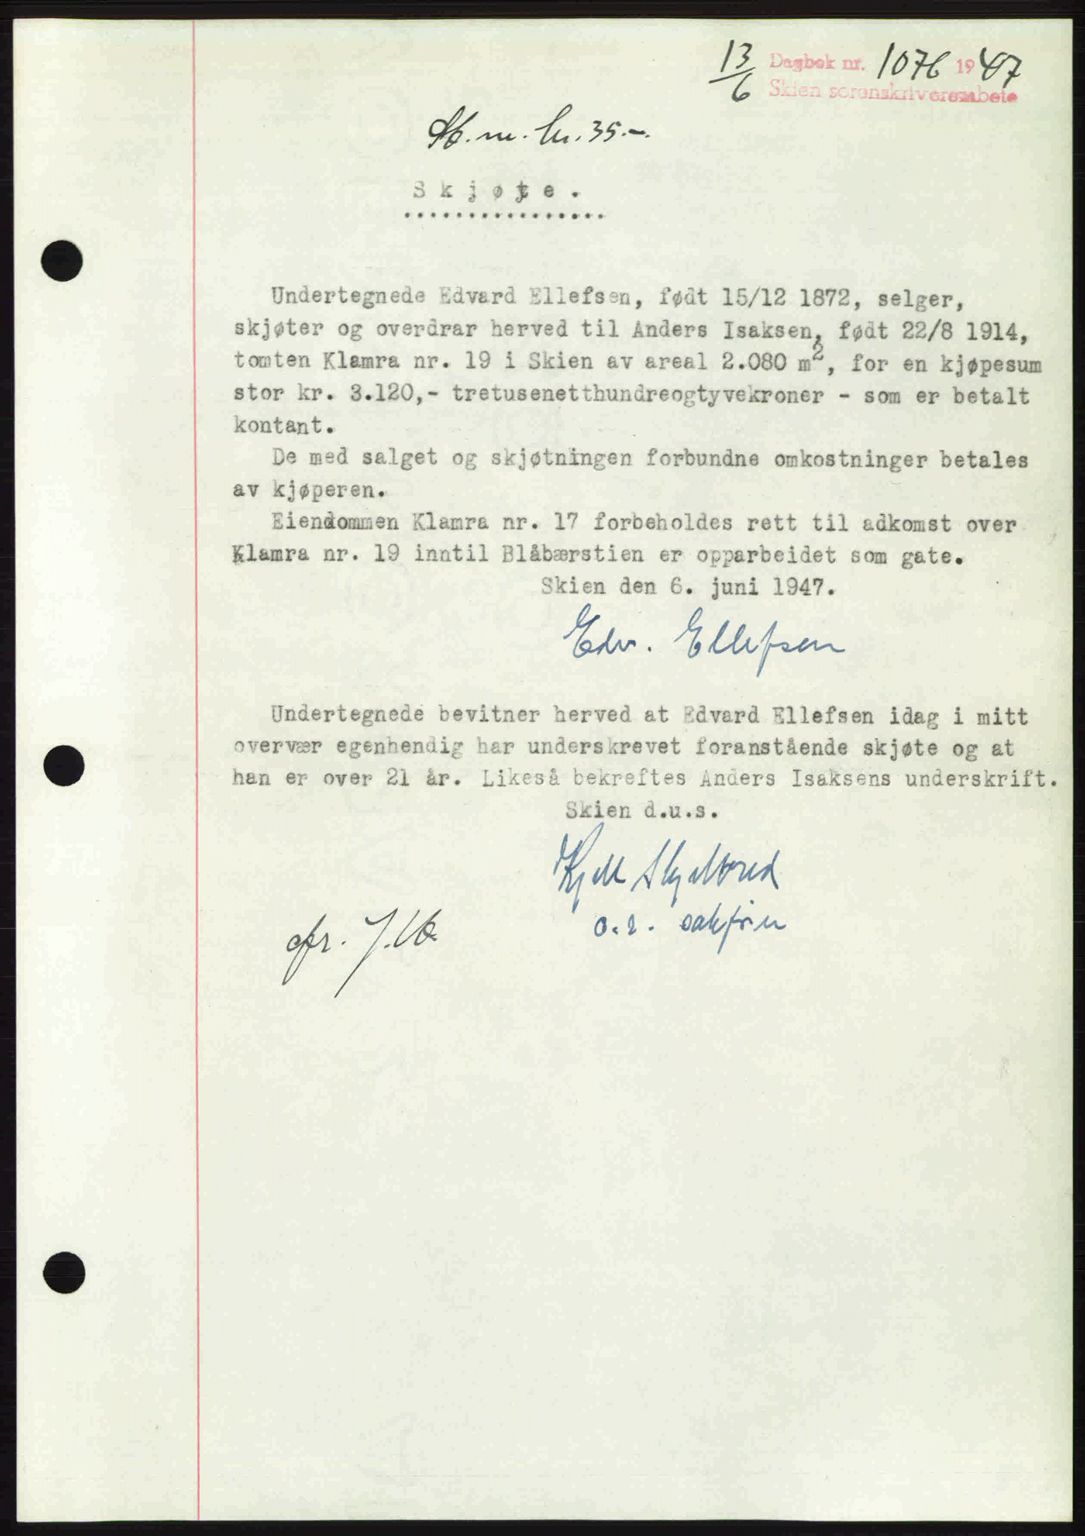 13/6 Dagbok nr. 1076 1947
Skien sorenskriverembete
St.m. kr. 35.-.
Skjøte.
Undertegnede Edvard Ellefsen, født 15/12 1872, selger,
skjøter og overdrar herved til Anders Isaksen, født 22/8 1914,
tomten Klamra nr. 19 i Skien av areal 2.080 m², for en kjøpesum
stor kr. 3.120,- tretusenetthundreogtyvekroner - som er betalt
kontant.
De med salget og skjøtningen forbundne omkostninger betales
av kjøperen.
Eiendommen Klamra nr. 17 forbeholdes rett til adkomst over
Klamra nr. 19 inntil Blåbærstien er opparbeidet som gate.
Skien den 6. juni 1947.
Edv. Ellefsen
Undertegnede bevitner herved at Edvard Ellefsen idag i mitt
overvær egenhendig har underskrevet foranstående skjøte og at
han er over 21 år. Likeså bekreftes Anders Isaksens underskrift.
Skien d.u.s.
Kjell Skjelbred
o.r. sakfører